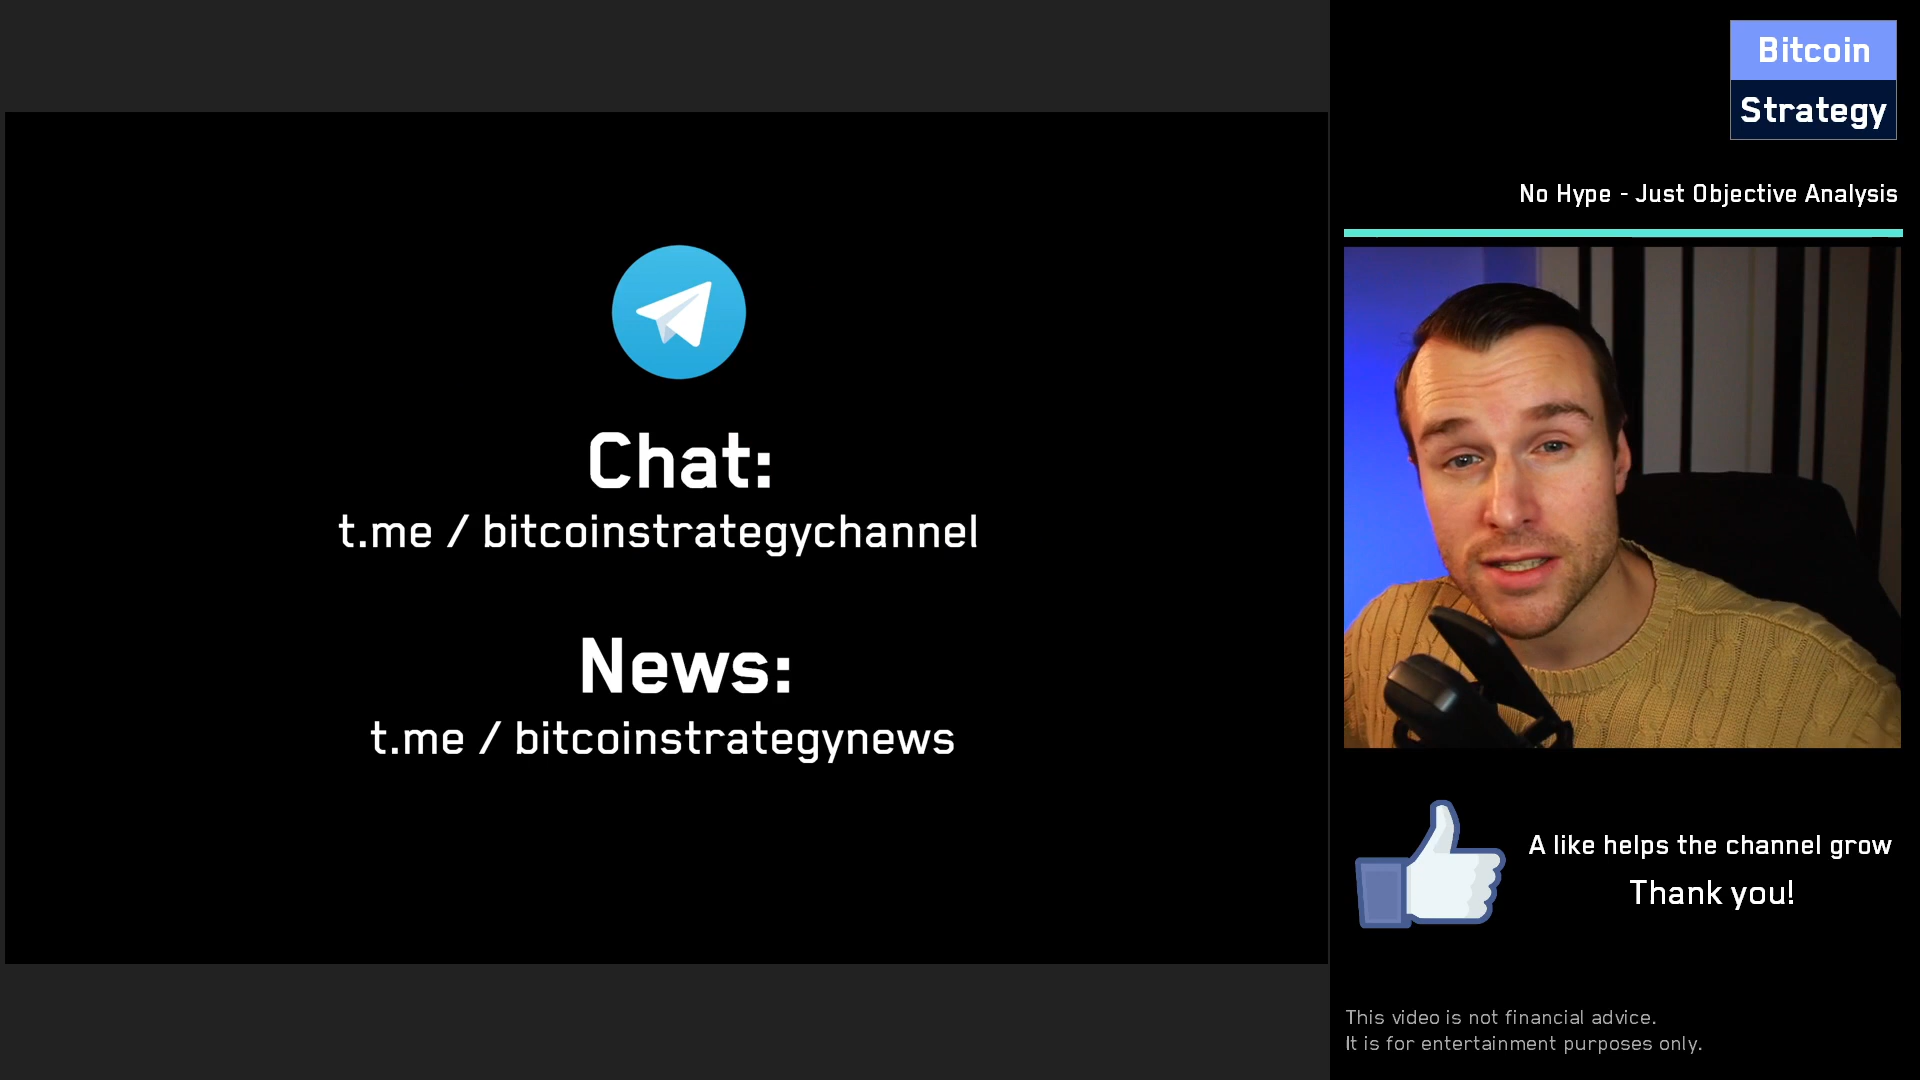 Chat:
t.me / bitcoinstrategychannel
News:
t.me / bitcoinstrategynews
Bitcoin
Strategy
No Hype - Just Objective Analysis
A like helps the channel grow
Thank you!
This video is not financial advice.
It is for entertainment purposes only.